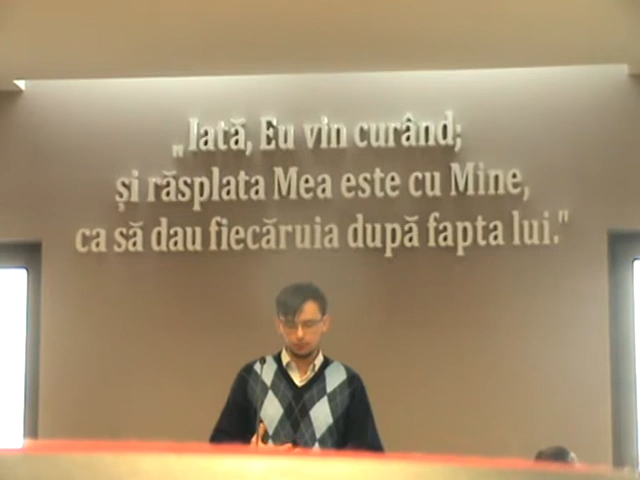 „Iată, Eu vin curând;
și răsplata Mea este cu Mine,
ca să dau fiecăruia după fapta lui."